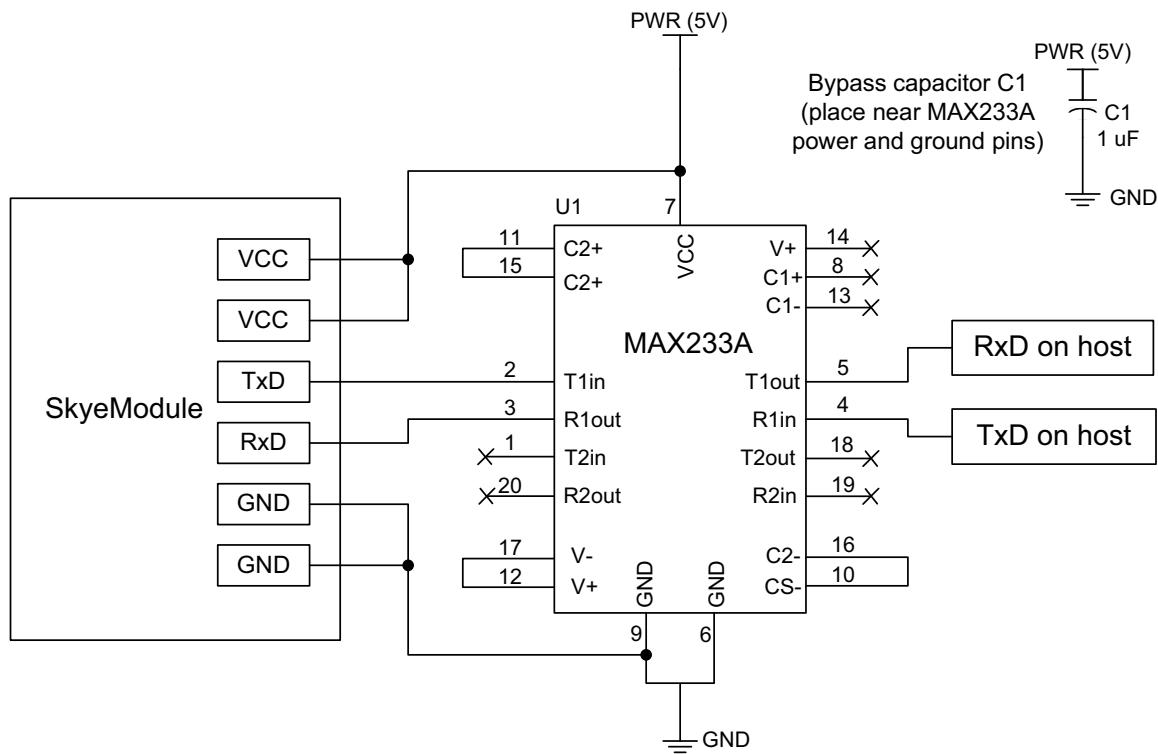 PWR (5V)
PWR (5V)
Bypass capacitor C1
(place near MAX233A
power and ground pins)
C1
1 uF
GND
SkyeModule
VCC
VCC
TxD
RxD
GND
GND
U1
7
VCC
MAX233A
11
C2+
15
C2+
2
T1in
3
R1out
1
T2in
20
R2out
17
V-
12
V+
V+
14
C1+
8
C1-
13
T1out
5
R1in
4
T2out
18
R2in
19
C2-
16
CS-
10
GND
GND
9
6
RxD on host
TxD on host
GND